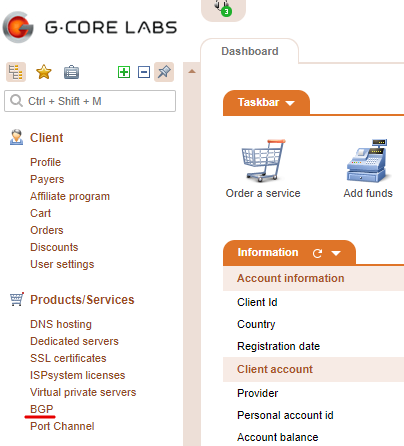 G·CORE LABS
3
Dashboard
Ctrl + Shift + M
Client
Profile
Payers
Affiliate program
Cart
Orders
Discounts
User settings
Products/Services
DNS hosting
Dedicated servers
SSL certificates
ISPsystem licenses
Virtual private servers
BGP
Port Channel
Taskbar
Order a service
Add funds
Information
Account information
Client Id
Country
Registration date
Client account
Provider
Personal account id
Account balance